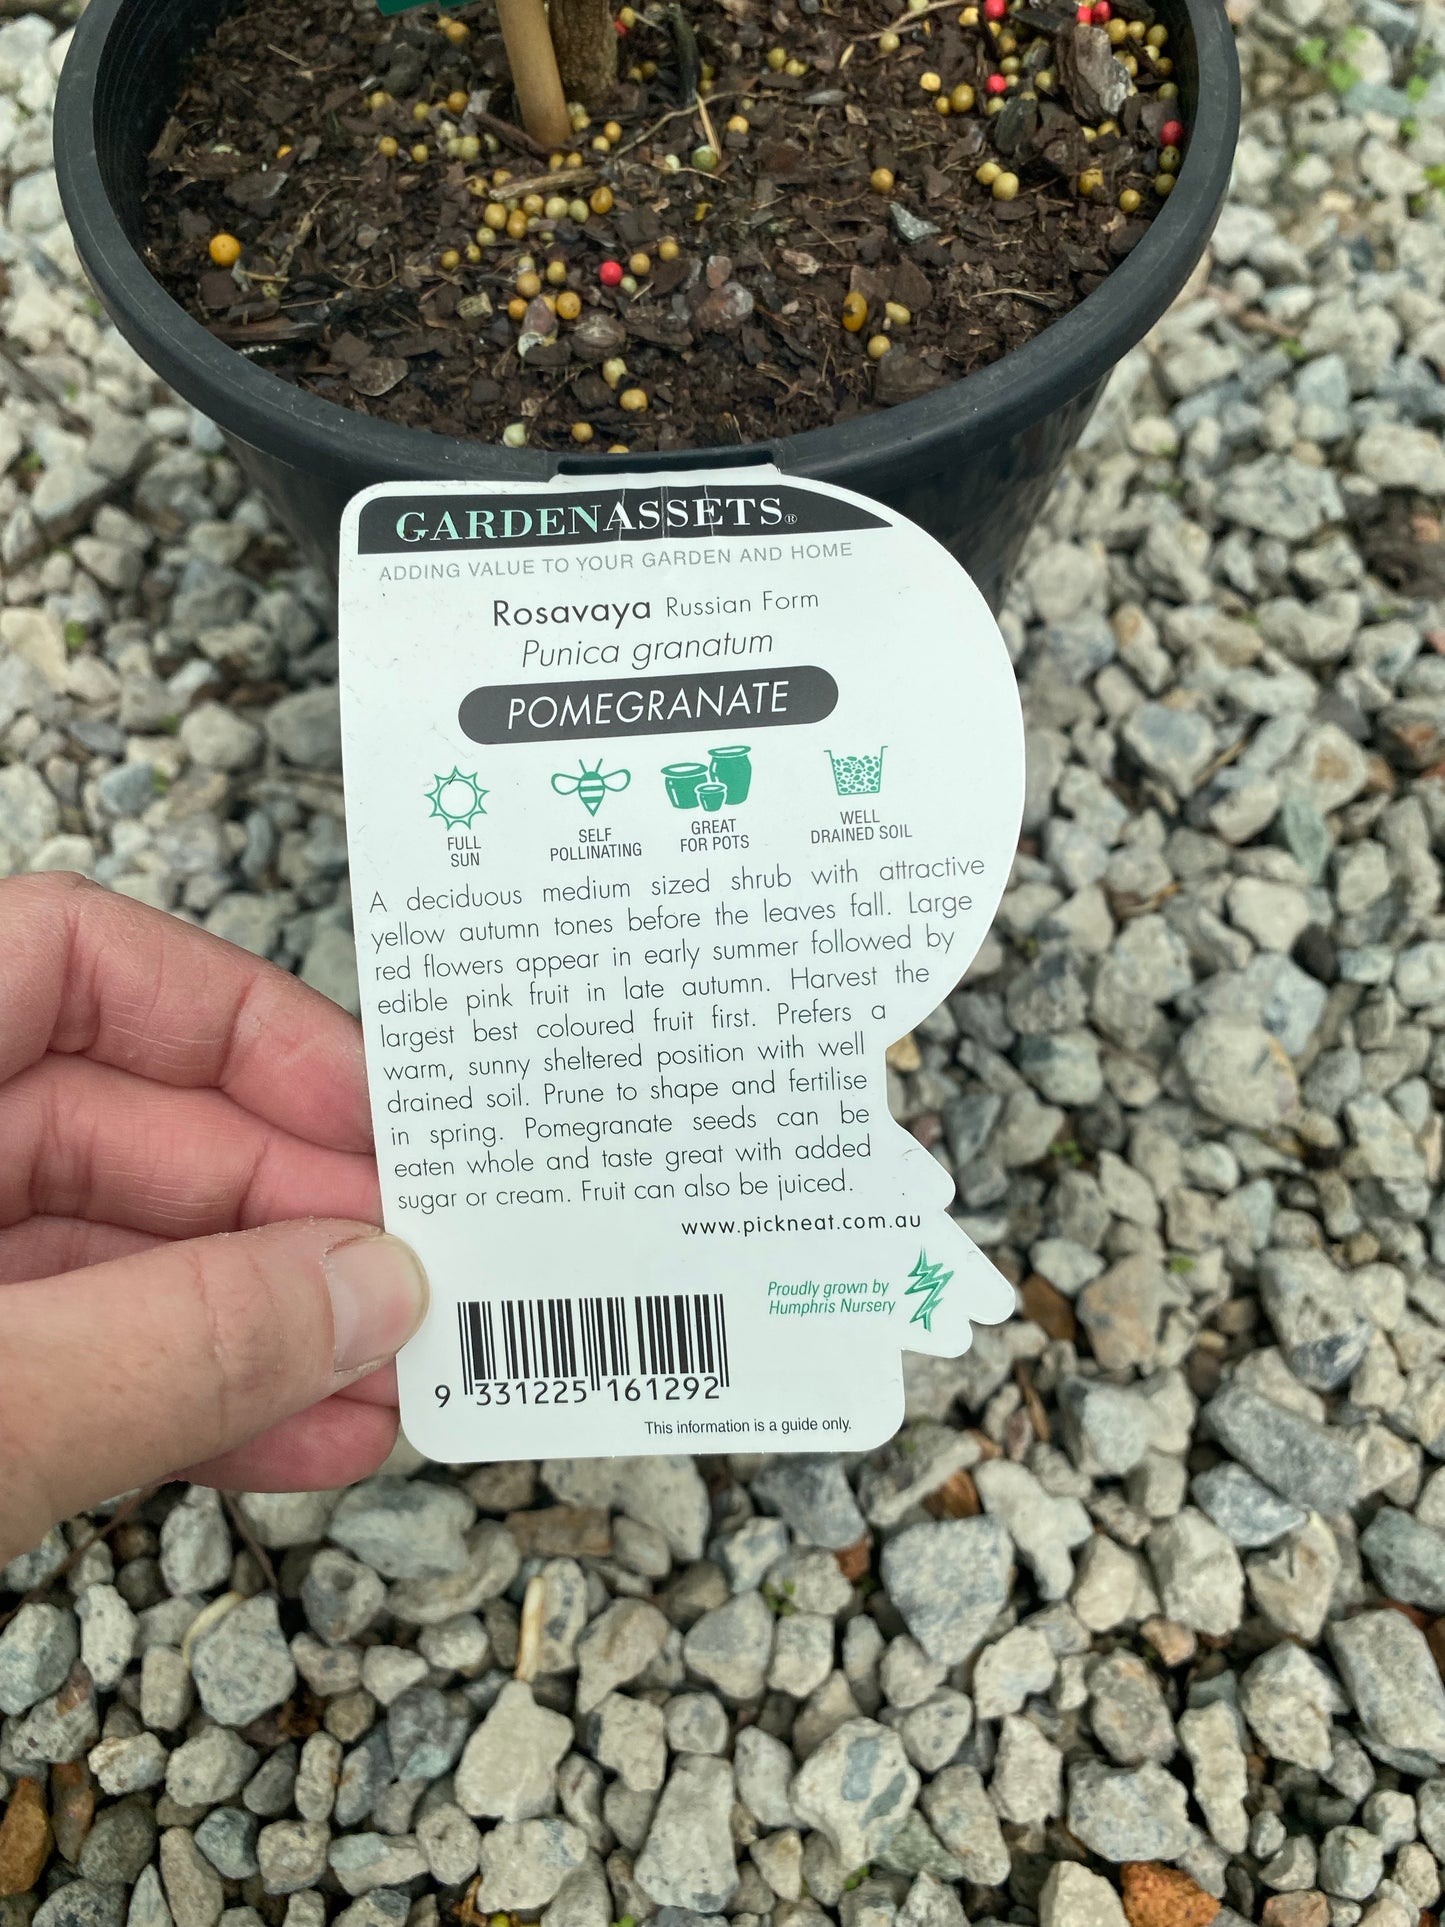 GARDENASSETS®
ADDING VALUE TO YOUR GARDEN AND HOME
Rosavaya Russian Form
Punica granatum
POMEGRANATE
FULL SUN
SELF POLLINATING
GREAT FOR POTS
WELL DRAINED SOIL
A deciduous medium sized shrub with attractive
yellow autumn tones before the leaves fall. Large
red flowers appear in early summer followed by
edible pink fruit in late autumn. Harvest the
largest best coloured fruit first. Prefers a
warm, sunny sheltered position with well
drained soil. Prune to shape and fertilise
in spring. Pomegranate seeds can be
eaten whole and taste great with added
sugar or cream. Fruit can also be juiced.
www.pickneat.com.au
Proudly grown by
Humphris Nursery
9 331225 161292
This information is a guide only.